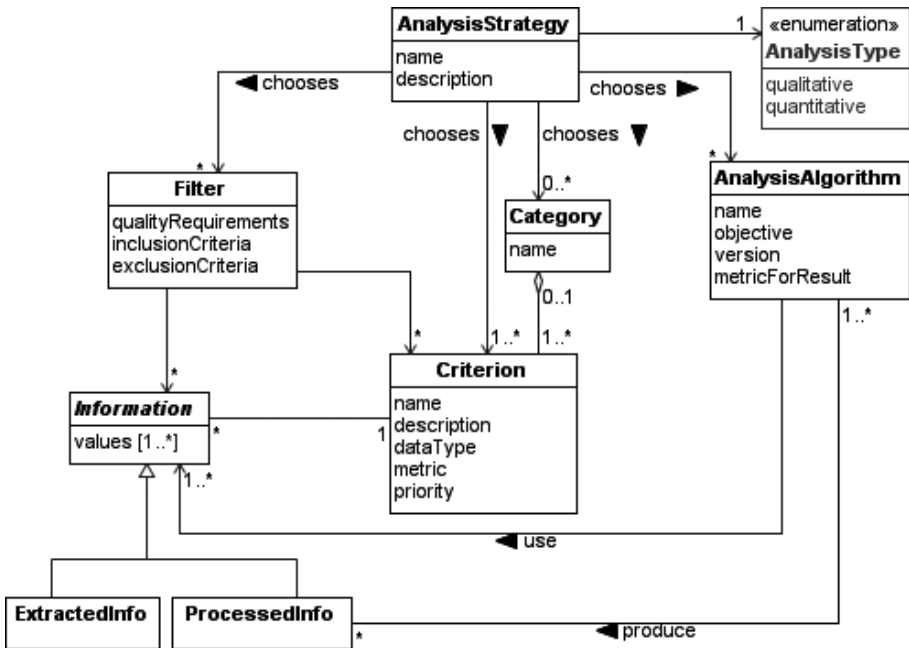 AnalysisStrategy
name
description
1
«enumeration»
AnalysisType
qualitative
quantitative
chooses
chooses
chooses
chooses
*
Filter
qualityRequirements
inclusionCriteria
exclusionCriteria
0..*
Category
name
0..1
*
AnalysisAlgorithm
name
objective
version
metricForResult
1..*
*
*
1..*
1..*
Criterion
name
description
dataType
metric
priority
Information
values [1..*]
*
1
1..*
use
ExtractedInfo
ProcessedInfo
*
produce